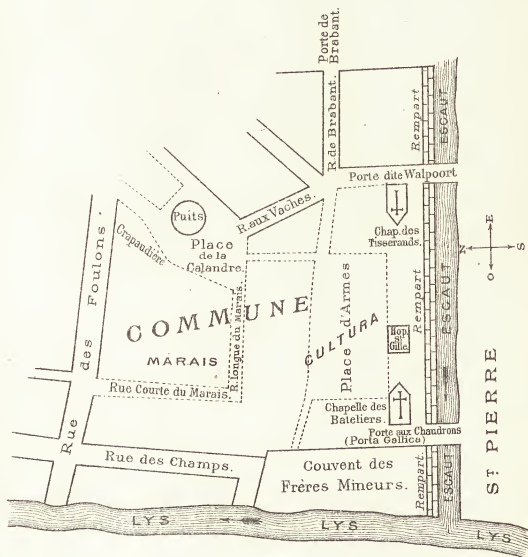 Porte de
Brabant.
R. de Brabant.
Rempart
ESCAUT
Porte dite Walpoort
Puits
R. aux Vaches.
Chap. des
Tisserands.
Crapaudière
Place
de la
Calandre.
Rue des Foulons.
E
N
S
O
COMMUNE
MARAIS
R. longue du Marais.
CULTURA
Place d'Armes
Rempart
ESCAUT
Hop.
St
Gille.
Rue Courte du Marais.
Chapelle des
Bateliers.
Porte aux Chaudrons
(Porta Gallica)
ST PIERRE
Rue des Champs.
Couvent des
Frères Mineurs.
Rempart.
ESCAUT
LYS
LYS
LYS